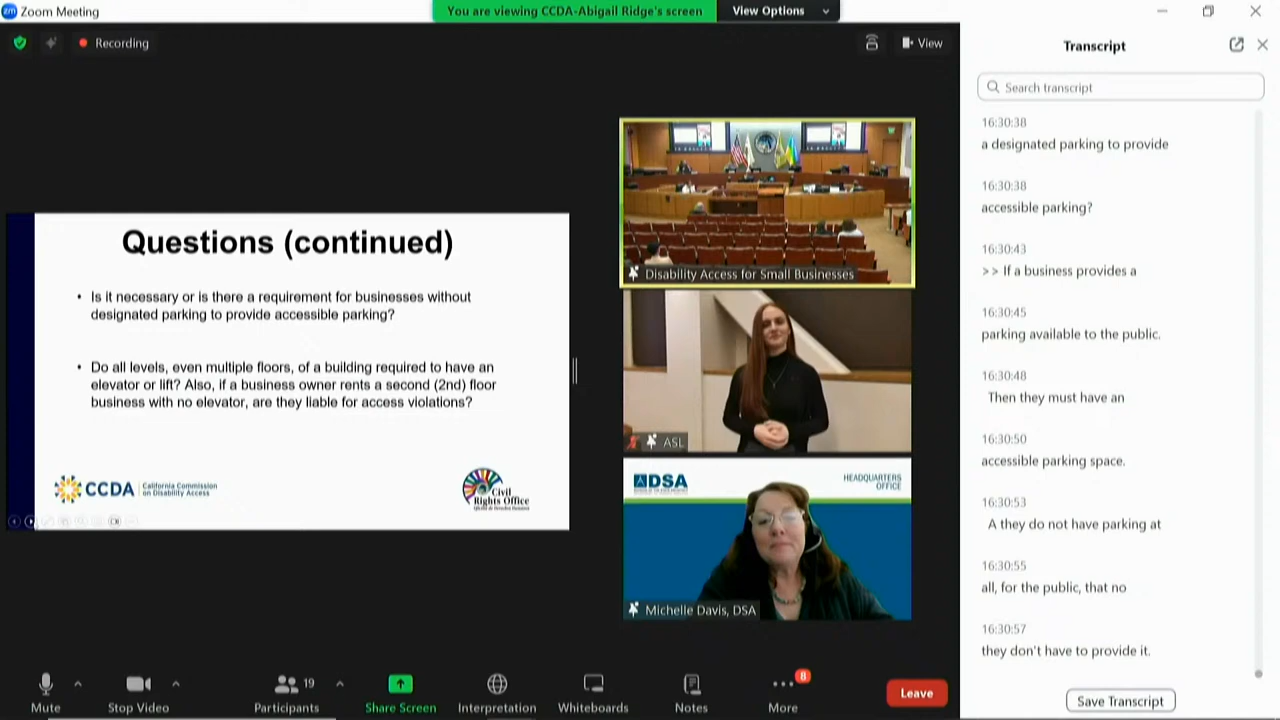 zm Zoom Meeting
You are viewing CCDA-Abigail Ridge's screen
View Options
Recording
View
Questions (continued)
• Is it necessary or is there a requirement for businesses without
designated parking to provide accessible parking?
• Do all levels, even multiple floors, of a building required to have an
elevator or lift? Also, if a business owner rents a second (2nd) floor
business with no elevator, are they liable for access violations?
CCDA
California Commission
on Disability Access
Civil
Rights Office
Disability Access for Small Businesses
ASL
DSA
HEADQUARTERS
OFFICE
Michelle Davis, DSA
Transcript
Search transcript
16:30:38
a designated parking to provide
16:30:38
accessible parking?
16:30:43
>> If a business provides a
16:30:45
parking available to the public.
16:30:48
Then they must have an
16:30:50
accessible parking space.
16:30:53
A they do not have parking at
16:30:55
all, for the public, that no
16:30:57
they don't have to provide it.
Save Transcript
Mute
Stop Video
19
Participants
Share Screen
Interpretation
Whiteboards
Notes
8
More
Leave